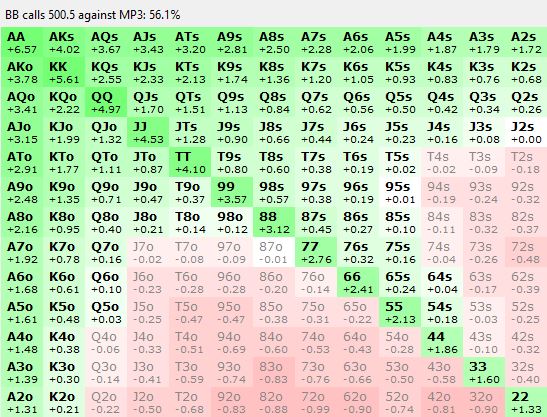 BB calls 500.5 against MP3: 56.1%
AA AKs AQs AJs ATs A9s A8s A7s A6s A5s A4s A3s A2s
+6.57 +4.02 +3.67 +3.43 +3.20 +2.81 +2.50 +2.28 +2.06 +1.99 +1.87 +1.79 +1.72
AKo KK KQs KJs KTs K9s K8s K7s K6s K5s K4s K3s K2s
+3.78 +5.61 +2.55 +2.33 +2.13 +1.74 +1.36 +1.20 +1.05 +0.93 +0.83 +0.76 +0.68
AQo KQo QQ QJs QTs Q9s Q8s Q7s Q6s Q5s Q4s Q3s Q2s
+3.41 +2.22 +4.97 +1.70 +1.51 +1.13 +0.84 +0.62 +0.56 +0.50 +0.42 +0.34 +0.26
AJo KJo QJo JJ JTs J9s J8s J7s J6s J5s J4s J3s J2s
+3.15 +1.99 +1.32 +4.53 +1.28 +0.90 +0.66 +0.44 +0.24 +0.23 +0.16 +0.08 +0.00
ATo KTo QTo JTo TT T9s T8s T7s T6s T5s T4s T3s T2s
+2.91 +1.77 +1.11 +0.87 +4.10 +0.80 +0.60 +0.38 +0.19 +0.02 -0.02 -0.09 -0.18
A9o K9o Q9o J9o T9o 99 98s 97s 96s 95s 94s 93s 92s
+2.48 +1.35 +0.71 +0.47 +0.37 +3.57 +0.57 +0.38 +0.19 +0.01 -0.19 -0.24 -0.32
A8o K8o Q8o J8o T8o 98o 88 87s 86s 85s 84s 83s 82s
+2.16 +0.95 +0.40 +0.21 +0.14 +0.12 +3.12 +0.45 +0.27 +0.10 -0.11 -0.32 -0.37
A7o K7o Q7o J7o T7o 97o 87o 77 76s 75s 74s 73s 72s
+1.92 +0.78 +0.16 -0.02 -0.08 -0.09 -0.01 +2.76 +0.32 +0.16 -0.04 -0.26 -0.48
A6o K6o Q6o J6o T6o 96o 86o 76o 66 65s 64s 63s 62s
+1.68 +0.61 +0.10 -0.23 -0.28 -0.28 -0.20 -0.14 +2.41 +0.24 +0.04 -0.17 -0.39
A5o K5o Q5o J5o T5o 95o 85o 75o 65o 55 54s 53s 52s
+1.61 +0.48 +0.03 -0.25 -0.47 -0.47 -0.38 -0.31 -0.22 +2.13 +0.18 -0.03 -0.25
A4o K4o Q4o J4o T4o 94o 84o 74o 64o 54o 44 43s 42s
+1.48 +0.38 -0.06 -0.33 -0.51 -0.69 -0.60 -0.53 -0.43 -0.28 +1.86 -0.10 -0.32
A3o K3o Q3o J3o T3o 93o 83o 73o 63o 53o 43o 33 32s
+1.39 +0.30 -0.14 -0.41 -0.59 -0.74 -0.83 -0.76 -0.66 -0.50 -0.58 +1.60 -0.40
A2o K2o Q2o J2o T2o 92o 82o 72o 62o 52o 42o 32o 22
+1.31 +0.21 -0.22 -0.50 -0.68 -0.83 -0.88 -0.99 -0.90 -0.74 -0.81 -0.90 +1.33